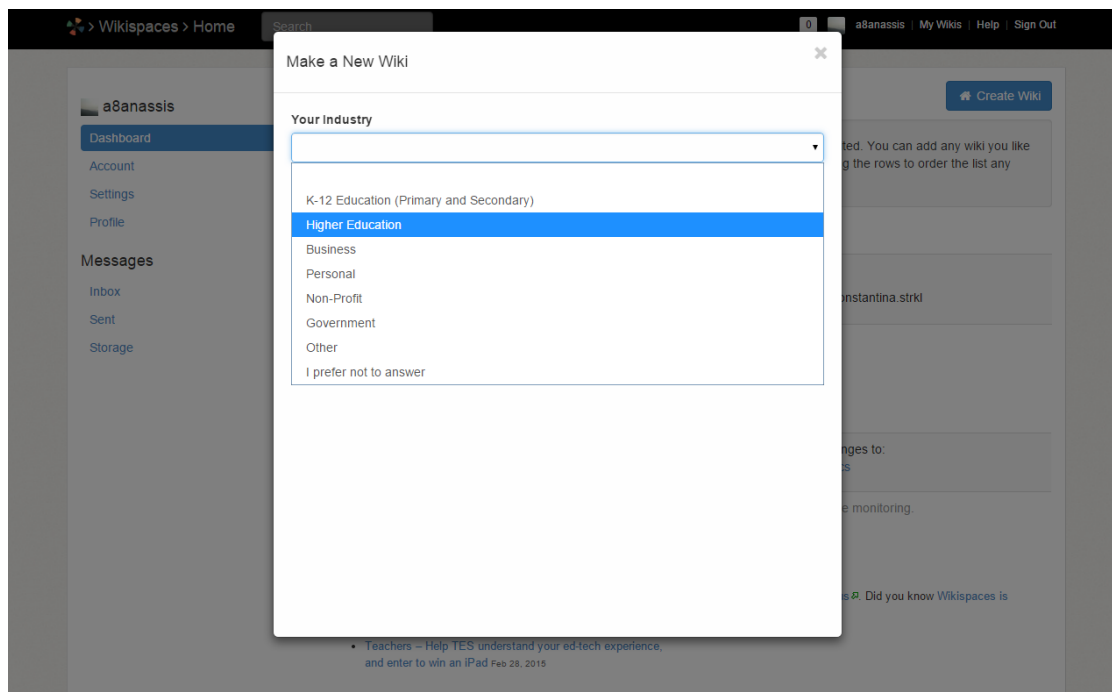 > Wikispaces > Home
Search
0
a8anassis | My Wikis | Help | Sign Out
Make a New Wiki
×
a8anassis
Create Wiki
Dashboard
Account
Settings
Profile
Messages
Inbox
Sent
Storage
Your Industry
K-12 Education (Primary and Secondary)
Higher Education
Business
Personal
Non-Profit
Government
Other
I prefer not to answer
You can add any wiki you like
the rows to order the list any
strkl
to:
monitoring.
Did you know Wikispaces is
• Teachers – Help TES understand your ed-tech experience,
and enter to win an iPad Feb 28, 2015